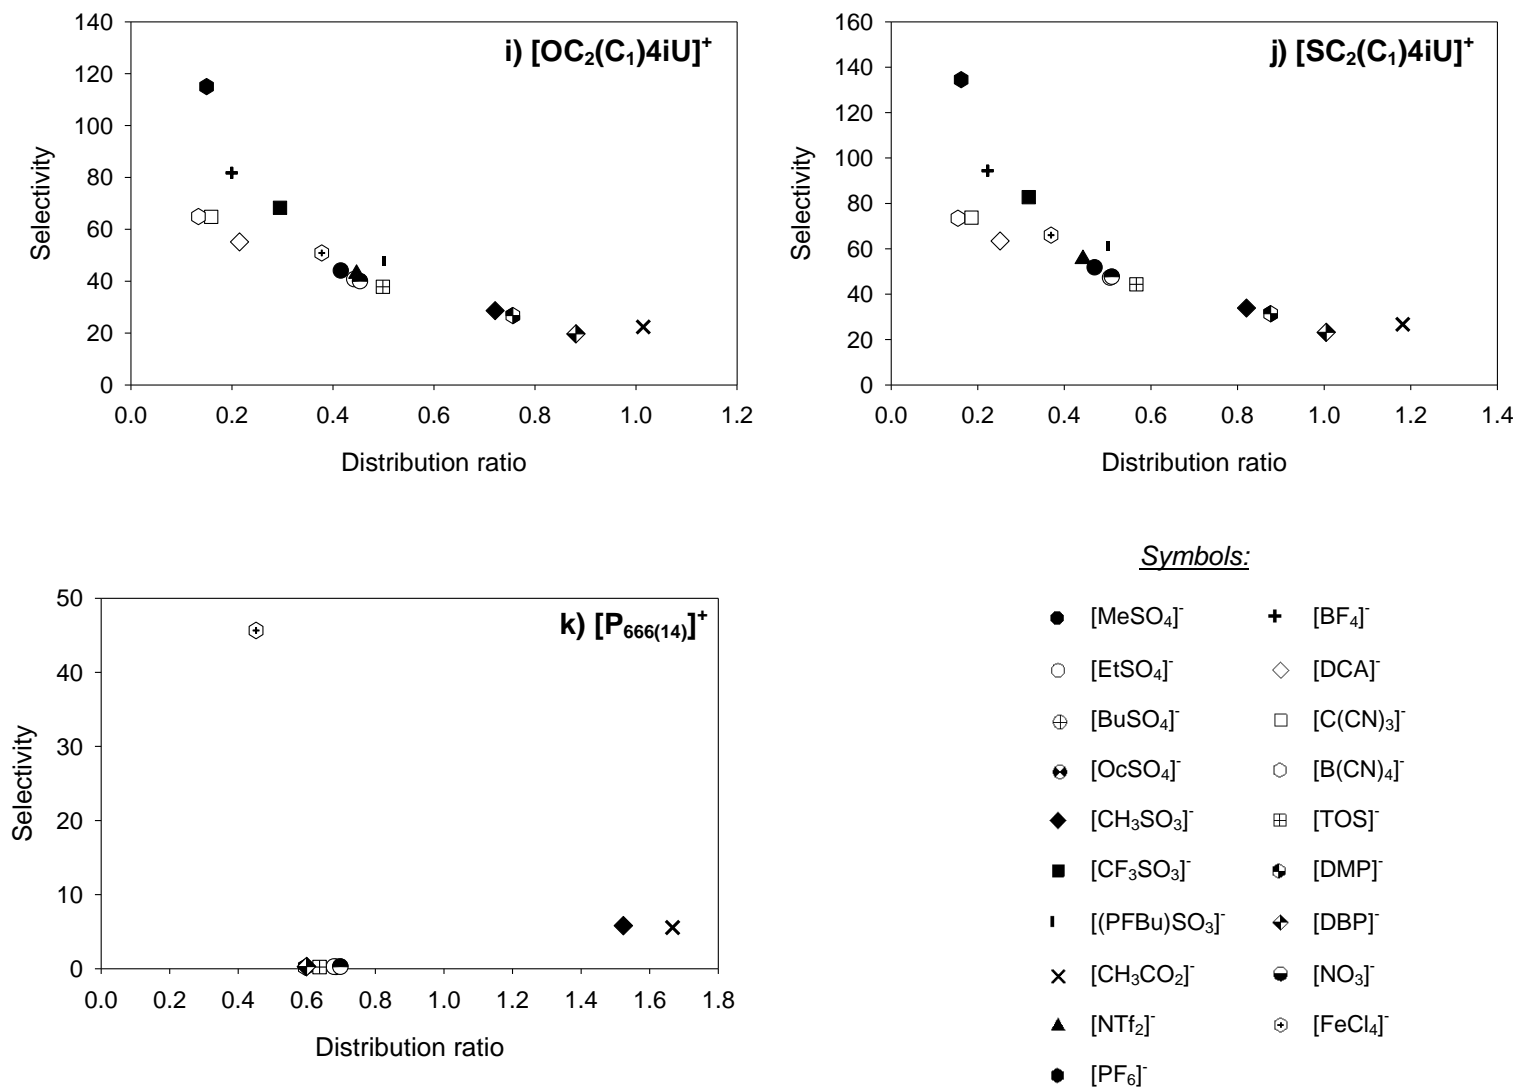 i) [OC₂(C₁)4iU]⁺
140
120
100
80
60
40
20
0
Selectivity
0.0 0.2 0.4 0.6 0.8 1.0 1.2
Distribution ratio
j) [SC₂(C₁)4iU]⁺
160
140
120
100
80
60
40
20
0
Selectivity
0.0 0.2 0.4 0.6 0.8 1.0 1.2 1.4
Distribution ratio
k) [P₆₆₆₍₁₄₎]⁺
50
40
30
20
10
0
Selectivity
0.0 0.2 0.4 0.6 0.8 1.0 1.2 1.4 1.6 1.8
Distribution ratio
Symbols:
[MeSO₄]⁻ [BF₄]⁻
[EtSO₄]⁻ [DCA]⁻
[BuSO₄]⁻ [C(CN)₃]⁻
[OcSO₄]⁻ [B(CN)₄]⁻
[CH₃SO₃]⁻ [TOS]⁻
[CF₃SO₃]⁻ [DMP]⁻
[(PFBu)SO₃]⁻ [DBP]⁻
[CH₃CO₂]⁻ [NO₃]⁻
[NTf₂]⁻ [FeCl₄]⁻
[PF₆]⁻